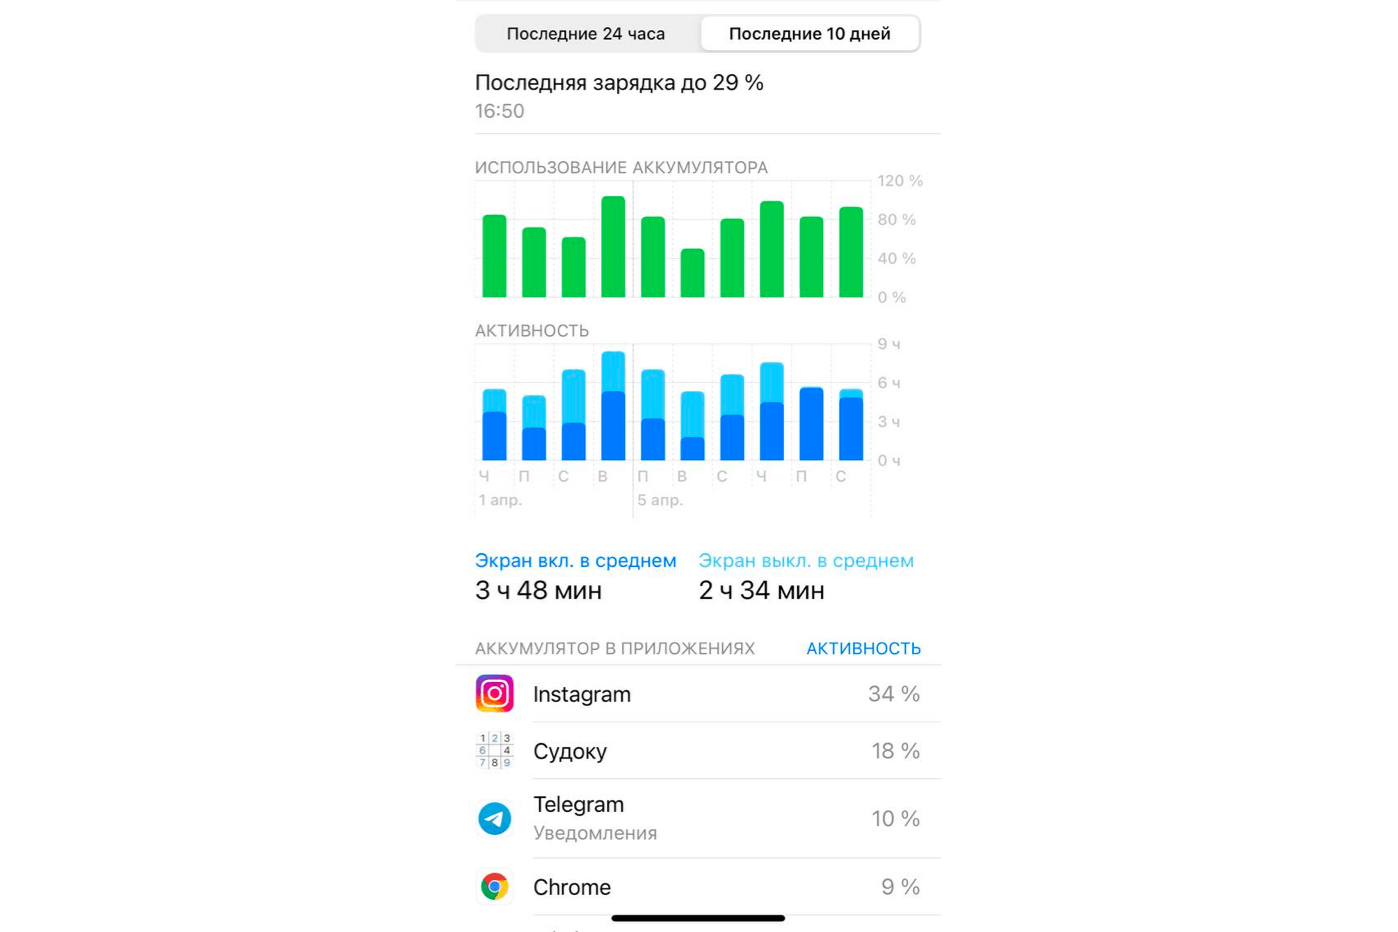 Последние 24 часа Последние 10 дней
Последняя зарядка до 29 %
16:50
ИСПОЛЬЗОВАНИЕ АККУМУЛЯТОРА
120 %
80 %
40 %
0 %
АКТИВНОСТЬ
9 ч
6 ч
3 ч
0 ч
Ч П С В П В С Ч П С
1 апр. 5 апр.
Экран вкл. в среднем Экран выкл. в среднем
3 ч 48 мин 2 ч 34 мин
АККУМУЛЯТОР В ПРИЛОЖЕНИЯХ АКТИВНОСТЬ
Instagram 34 %
1 2 3
6 4
7 8 9
Судоку 18 %
Telegram 10 %
Уведомления
Chrome 9 %